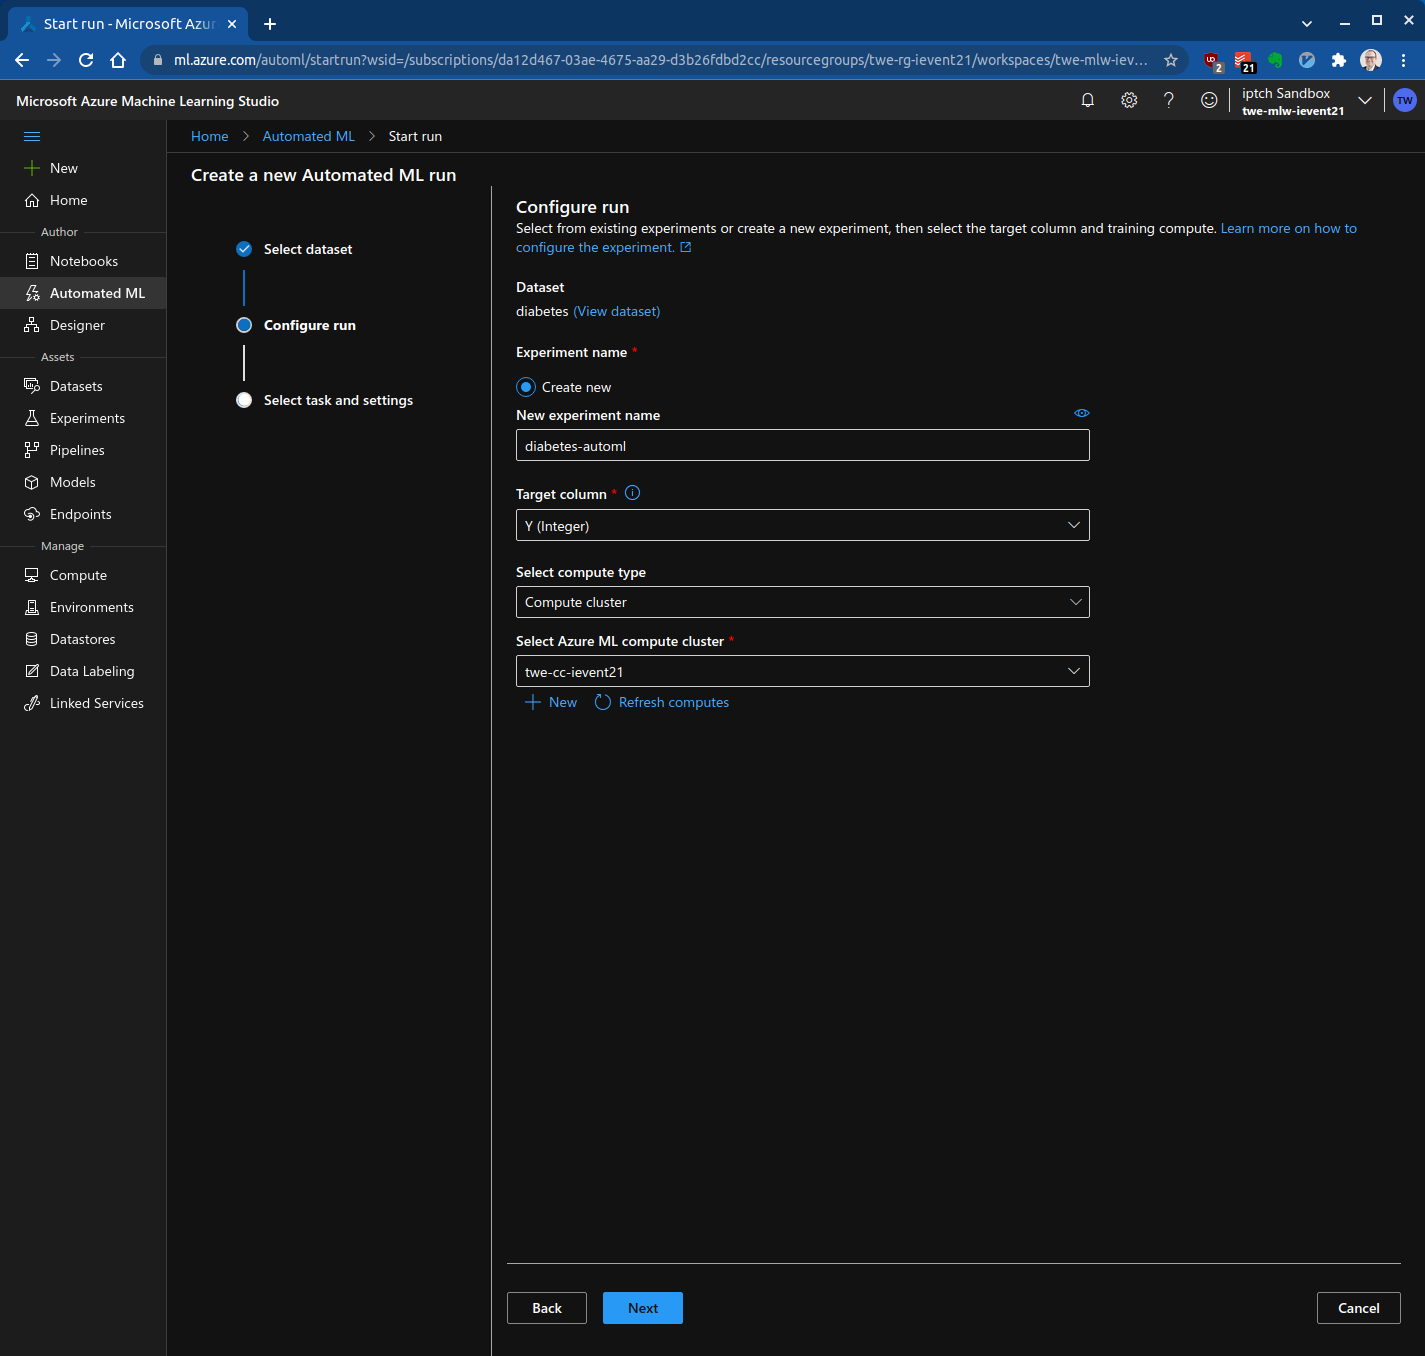 Start run - Microsoft Azur
ml.azure.com/automl/startrun?wsid=/subscriptions/da12d467-03ae-4675-aa29-d3b26fdbd2cc/resourcegroups/twe-rg-ievent21/workspaces/twe-mlw-iev...
2
21
Microsoft Azure Machine Learning Studio
iptch Sandbox
twe-mlw-ievent21
TW
Home > Automated ML > Start run
New
Home
Author
Notebooks
Automated ML
Designer
Assets
Datasets
Experiments
Pipelines
Models
Endpoints
Manage
Compute
Environments
Datastores
Data Labeling
Linked Services
Create a new Automated ML run
Select dataset
Configure run
Select task and settings
Configure run
Select from existing experiments or create a new experiment, then select the target column and training compute. Learn more on how to
configure the experiment.
Dataset
diabetes (View dataset)
Experiment name *
Create new
New experiment name
diabetes-automl
Target column *
Y (Integer)
Select compute type
Compute cluster
Select Azure ML compute cluster *
twe-cc-ievent21
New Refresh computes
Back Next Cancel